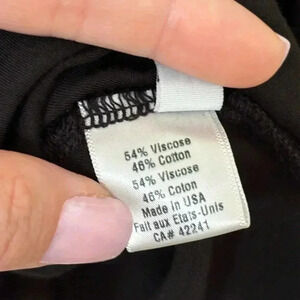 54% Viscose
46% Cotton
54% Viscose
46% Coton
Made in USA
Fait aux Etats-Unis
CA# 42241